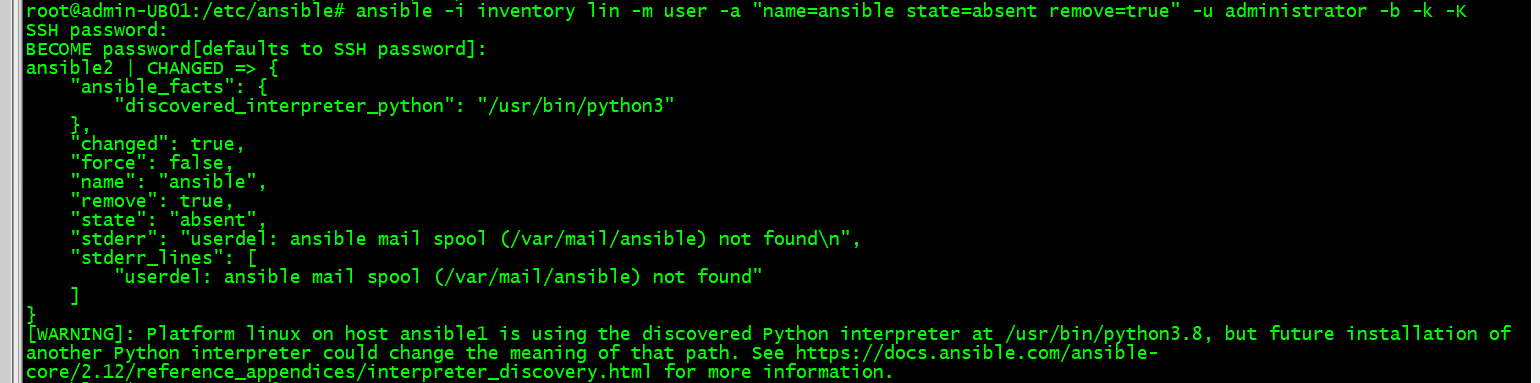 root@admin-UB01:/etc/ansible# ansible -i inventory lin -m user -a "name=ansible state=absent remove=true" -u administrator -b -k -K
SSH password:
BECOME password[defaults to SSH password]:
ansible2 | CHANGED => {
    "ansible_facts": {
        "discovered_interpreter_python": "/usr/bin/python3"
    },
    "changed": true,
    "force": false,
    "name": "ansible",
    "remove": true,
    "state": "absent",
    "stderr": "userdel: ansible mail spool (/var/mail/ansible) not found\n",
    "stderr_lines": [
        "userdel: ansible mail spool (/var/mail/ansible) not found"
    ]
}
[WARNING]: Platform linux on host ansible1 is using the discovered Python interpreter at /usr/bin/python3.8, but future installation of
another Python interpreter could change the meaning of that path. See https://docs.ansible.com/ansible-
core/2.12/reference_appendices/interpreter_discovery.html for more information.